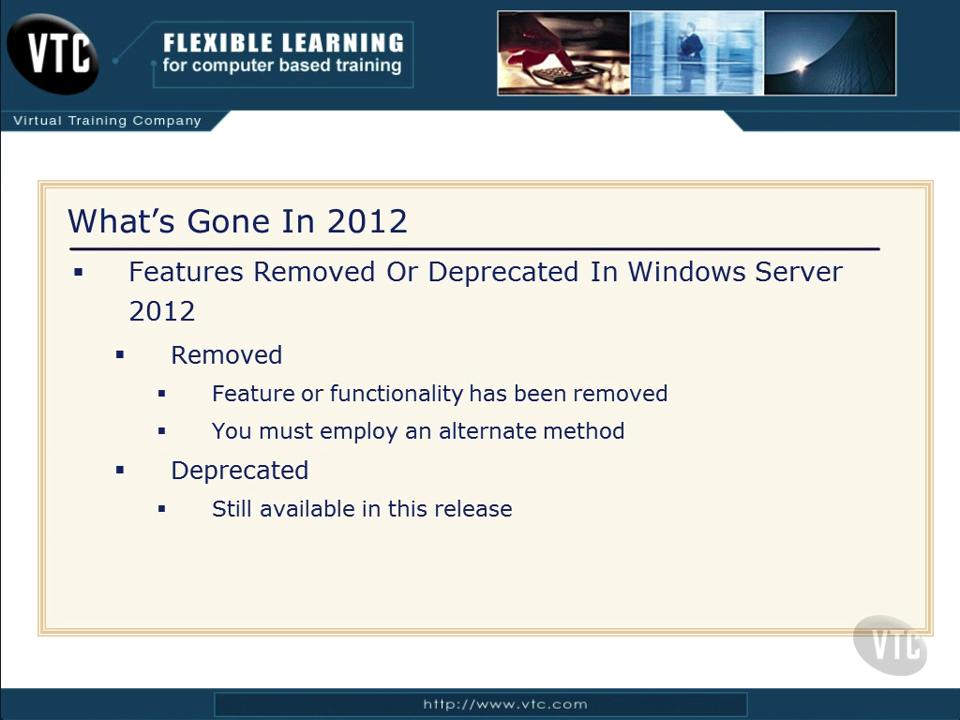 VTC
FLEXIBLE LEARNING
for computer based training
Virtual Training Company
What’s Gone In 2012
▪ Features Removed Or Deprecated In Windows Server
2012
▪ Removed
▪ Feature or functionality has been removed
▪ You must employ an alternate method
▪ Deprecated
▪ Still available in this release
VTC
http://www.vtc.com